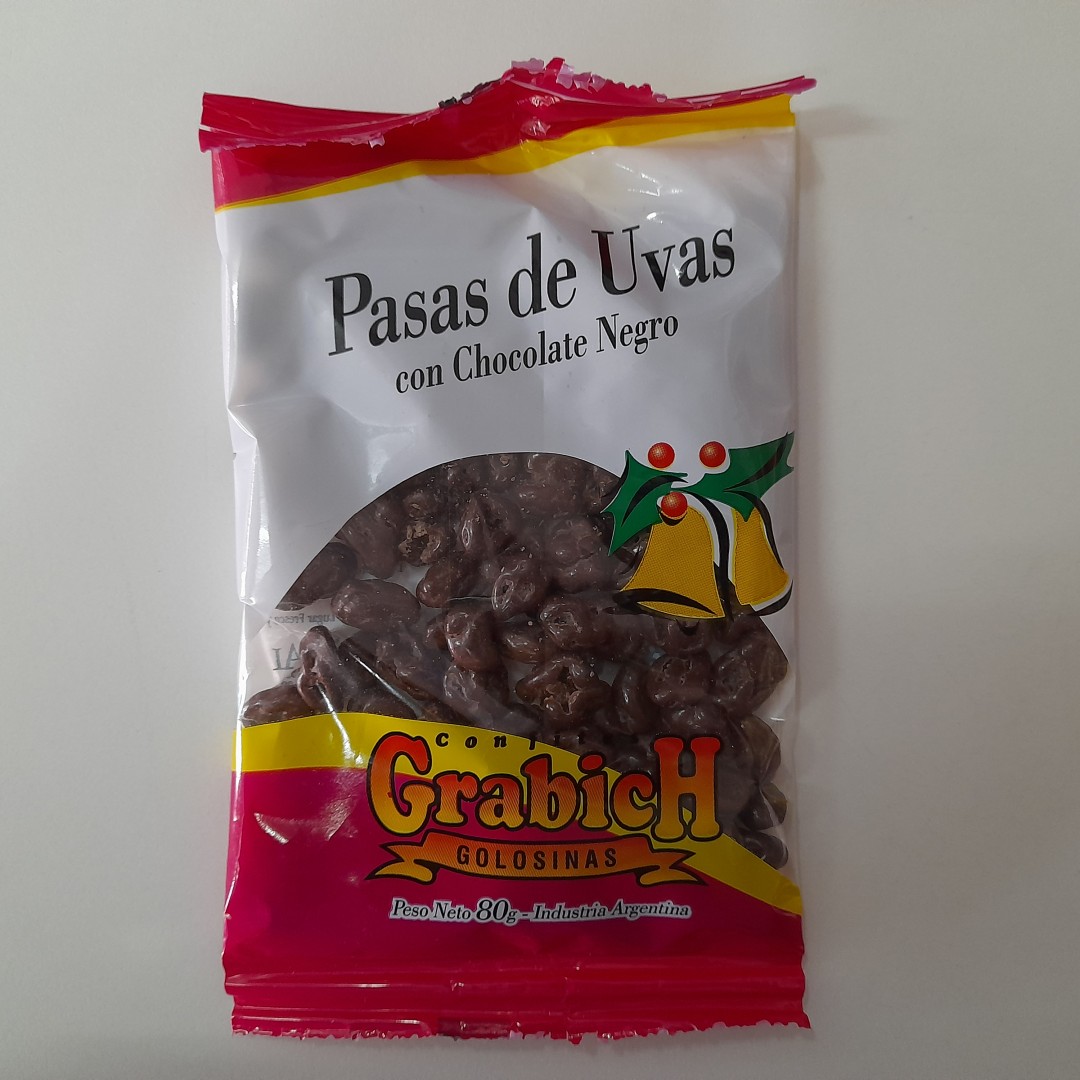 Pasas de Uvas
con Chocolate Negro
GrabicH
GOLOSINAS
Peso Neto 80g - Industria Argentina